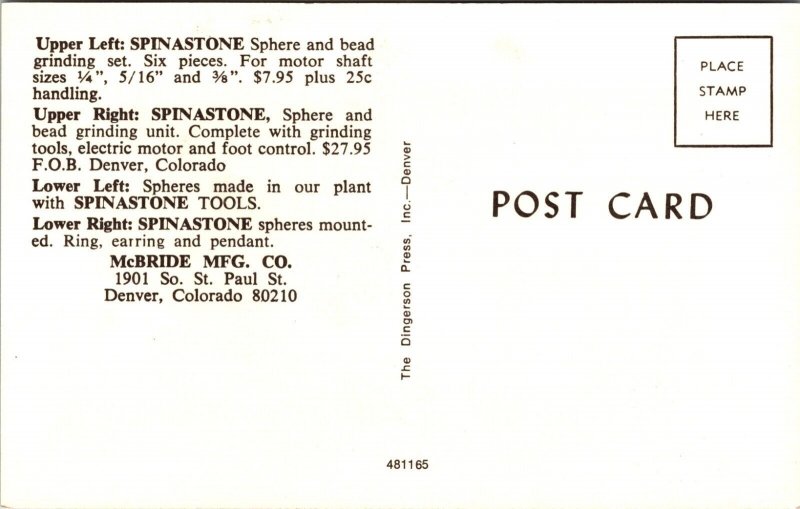 Upper Left: SPINASTONE Sphere and bead
grinding set. Six pieces. For motor shaft
sizes ¼", 5/16" and ⅜". $7.95 plus 25c
handling.
Upper Right: SPINASTONE, Sphere and
bead grinding unit. Complete with grinding
tools, electric motor and foot control. $27.95
F.O.B. Denver, Colorado
Lower Left: Spheres made in our plant
with SPINASTONE TOOLS.
Lower Right: SPINASTONE spheres mount-
ed. Ring, earring and pendant.
McBRIDE MFG. CO.
1901 So. St. Paul St.
Denver, Colorado 80210
The Dingerson Press, Inc.—Denver
481165
PLACE
STAMP
HERE
POST CARD